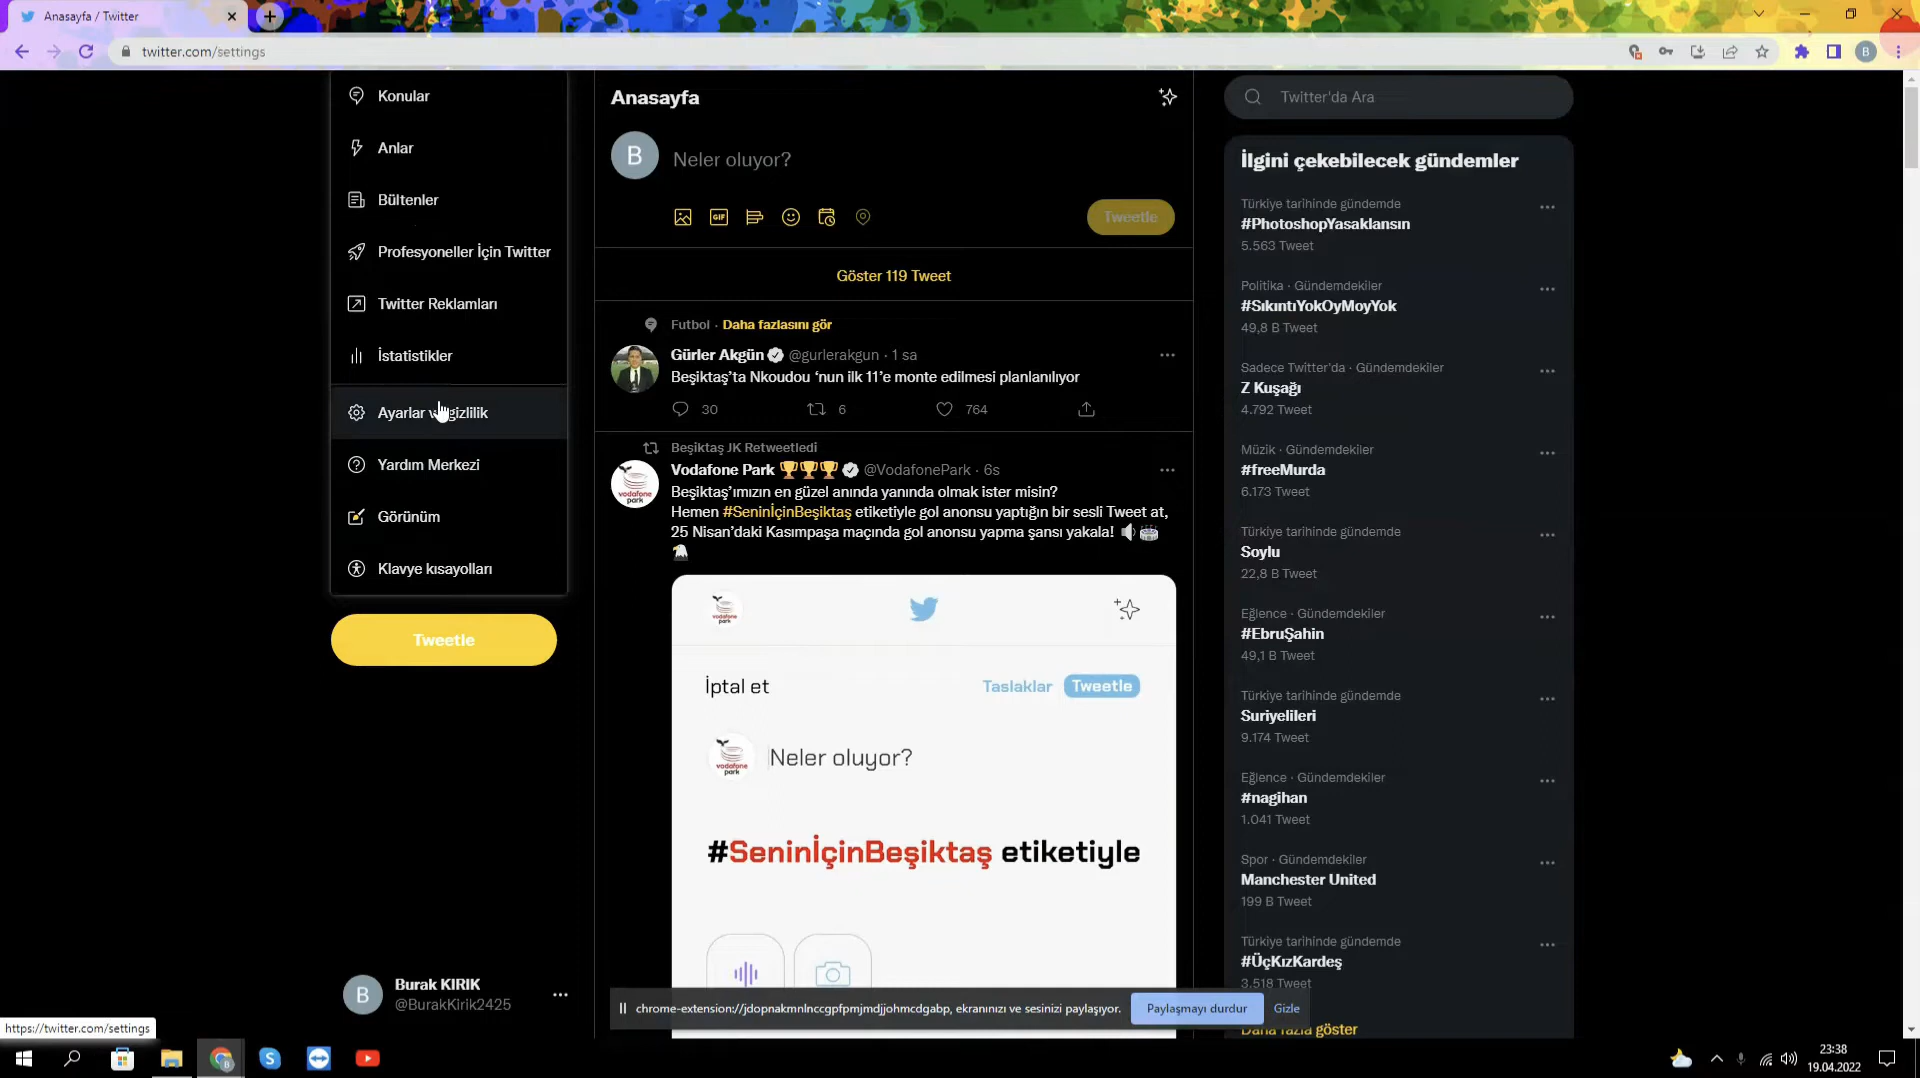 Anasayfa / Twitter
twitter.com/settings
B
Konular
Anlar
Bültenler
Profesyoneller İçin Twitter
Twitter Reklamları
İstatistikler
Ayarlar ve gizlilik
Yardım Merkezi
Görünüm
Klavye kısayolları
Tweetle
B
Burak KIRIK
@BurakKirik2425
https://twitter.com/settings
Anasayfa
B
Neler oluyor?
GIF
Tweetle
Göster 119 Tweet
Futbol · Daha fazlasını gör
Gürler Akgün @gurlerakgun · 1 sa
Beşiktaş’ta Nkoudou ‘nun ilk 11’e monte edilmesi planlanılıyor
30 6 764
Beşiktaş JK Retweetledi
Vodafone Park 🏆🏆🏆 @VodafonePark · 6s
Beşiktaş’ımızın en güzel anında yanında olmak ister misin?
Hemen #SeninİçinBeşiktaş etiketiyle gol anonsu yaptığın bir sesli Tweet at,
25 Nisan’daki Kasımpaşa maçında gol anonsu yapma şansı yakala!
vodafone
park
vodafone
park
İptal et Taslaklar Tweetle
vodafone
park
Neler oluyor?
#SeninİçinBeşiktaş etiketiyle
chrome-extension://jdopnakmnlnccgpfpmjmdjjohmcdgabp, ekranınızı ve sesinizi paylaşıyor.
Paylaşmayı durdur
Gizle
Twitter'da Ara
İlgini çekebilecek gündemler
Türkiye tarihinde gündemde
#PhotoshopYasaklansın
5.563 Tweet
Politika · Gündemdekiler
#SıkıntıYokOyMoyYok
49,8 B Tweet
Sadece Twitter'da · Gündemdekiler
Z Kuşağı
4.792 Tweet
Müzik · Gündemdekiler
#freeMurda
6.173 Tweet
Türkiye tarihinde gündemde
Soylu
22,8 B Tweet
Eğlence · Gündemdekiler
#EbruŞahin
49,1 B Tweet
Türkiye tarihinde gündemde
Suriyelileri
9.174 Tweet
Eğlence · Gündemdekiler
#nagihan
1.041 Tweet
Spor · Gündemdekiler
Manchester United
199 B Tweet
Türkiye tarihinde gündemde
#ÜçKızKardeş
3.518 Tweet
Daha fazla göster
23:38
19.04.2022